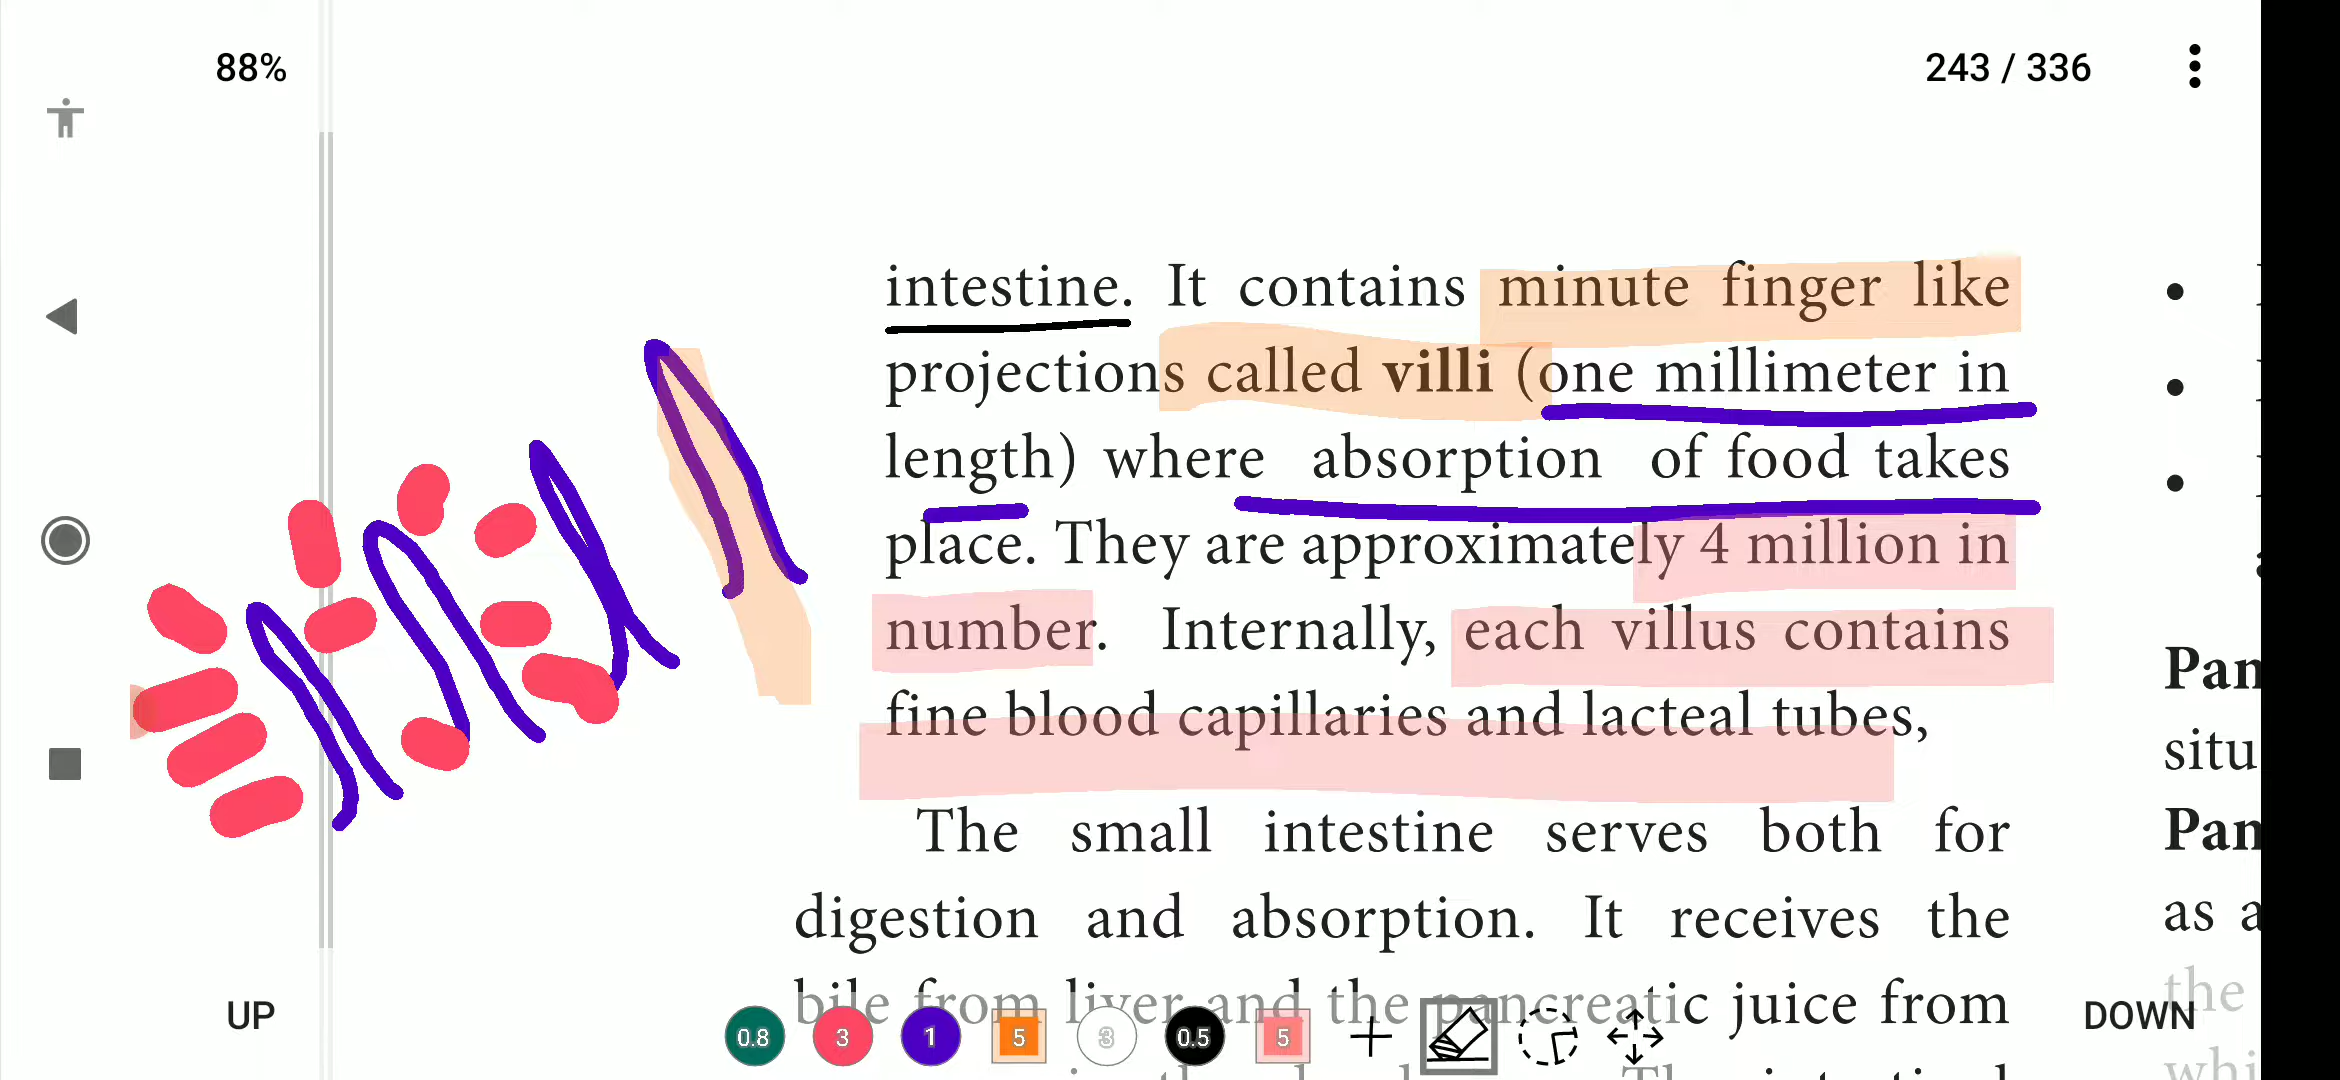 88%
243 / 336
intestine. It contains minute finger like
projections called villi (one millimeter in
length) where absorption of food takes
place. They are approximately 4 million in
number. Internally, each villus contains
fine blood capillaries and lacteal tubes,
The small intestine serves both for
digestion and absorption. It receives the
bile from liver and the pancreatic juice from
Pan
situ
Pan
as a
the
whi
UP
0.8 3 1 5 3 0.5 5
DOWN